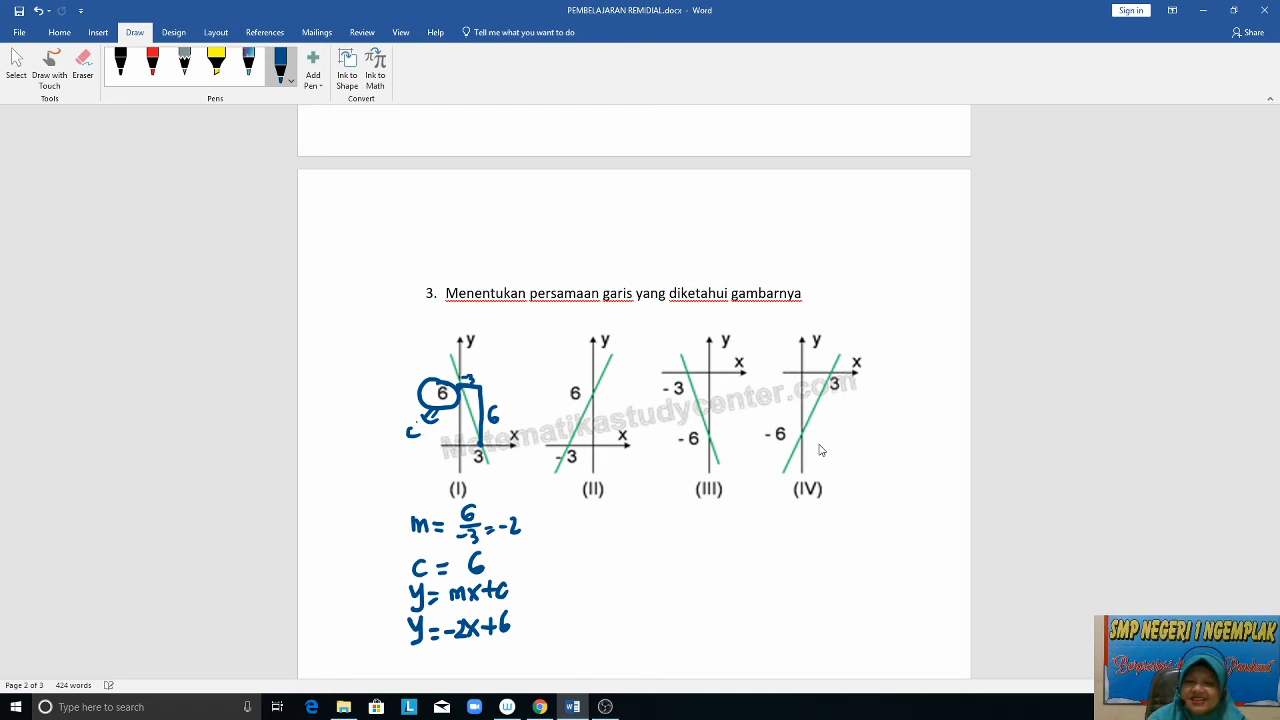 PEMBELAJARAN REMIDIAL.docx - Word
Sign in
File Home Insert Draw Design Layout References Mailings Review View Help Tell me what you want to do Share
Select Draw with Touch Eraser Add Pen Ink to Shape Ink to Math
Tools Pens Convert
3. Menentukan persamaan garis yang diketahui gambarnya
y y y y
x x
-3 3
6 6 6
c
x x
3 -3 -6 -6
Matematikastudycenter.com
(I) (II) (III) (IV)
m = 6/-3 = -2
c = 6
y = mx+c
y = -2x+6
SMP NEGERI 1 NGEMPLAK
Page 2 of 3 424 words
Type here to search